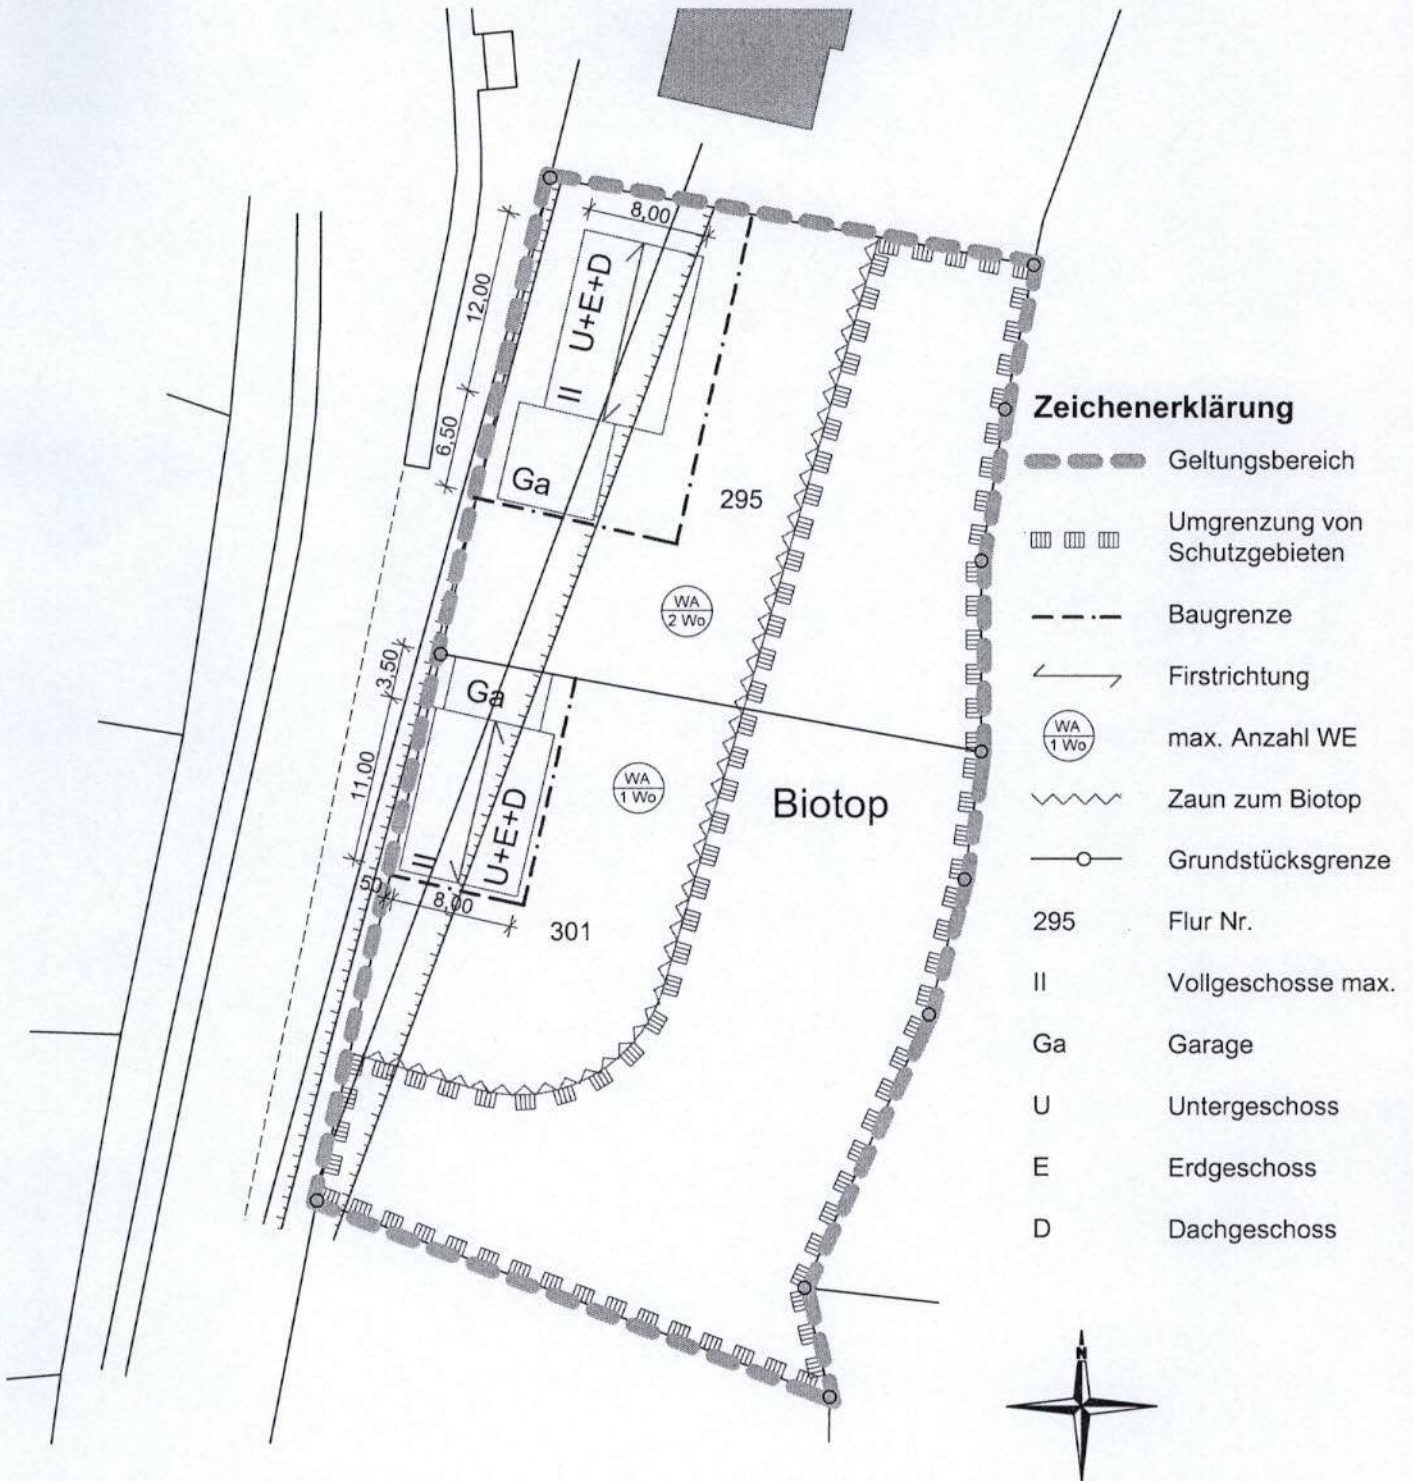 8,00
12,00
U+E+D
II
6,50
Ga
295
WA
2 Wo
3,50
Ga
WA
1 Wo
11,00
U+E+D
II
50
8,00
301
Biotop
Zeichenerklärung
Geltungsbereich
Umgrenzung von
Schutzgebieten
Baugrenze
Firstrichtung
WA
1 Wo
max. Anzahl WE
Zaun zum Biotop
Grundstücksgrenze
295 Flur Nr.
II Vollgeschosse max.
Ga Garage
U Untergeschoss
E Erdgeschoss
D Dachgeschoss
N